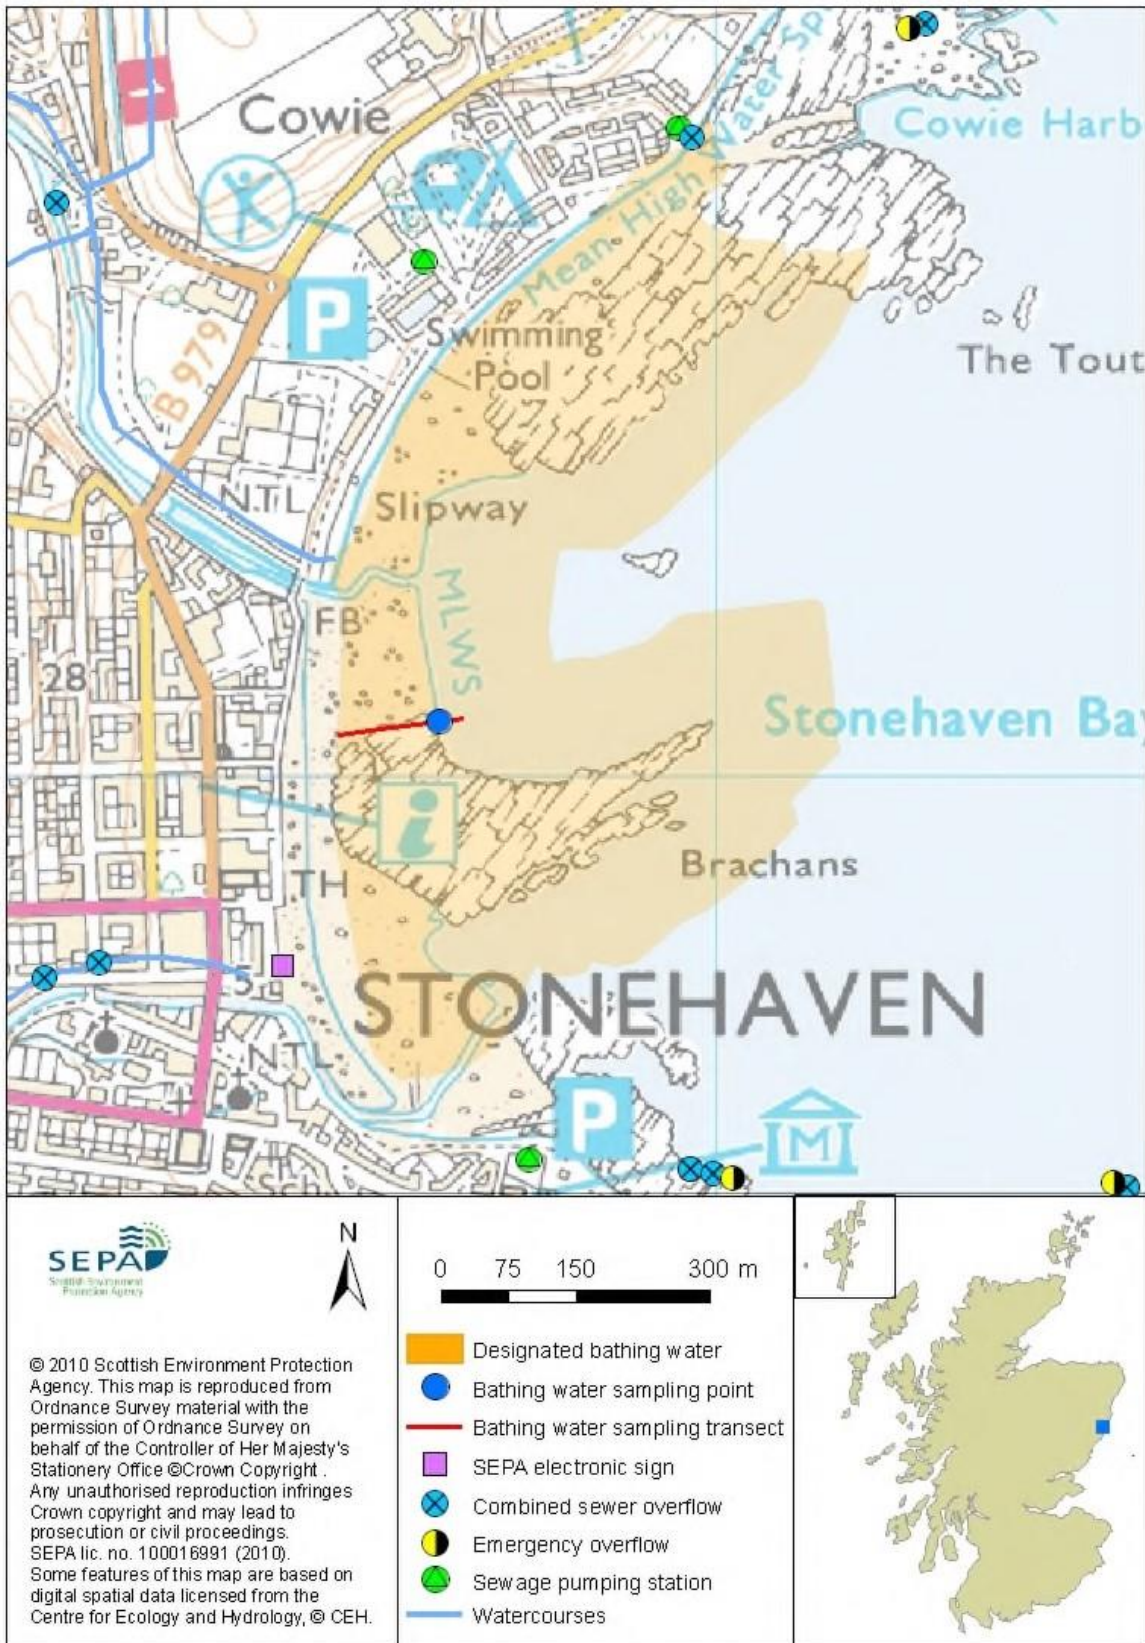 Cowie
Cowie Harb
Mean High Water Sp
P
Swimming
Pool
The Tout
B 979
N.T.L
Slipway
MLWS
FB
28
Stonehaven Bay
i
Brachans
TH
5
STONEHAVEN
N.T.L
P
M
SEPA
Scottish Environment
Protection Agency
N
© 2010 Scottish Environment Protection
Agency. This map is reproduced from
Ordnance Survey material with the
permission of Ordnance Survey on
behalf of the Controller of Her Majesty's
Stationery Office ©Crown Copyright .
Any unauthorised reproduction infringes
Crown copyright and may lead to
prosecution or civil proceedings.
SEPA lic. no. 100016991 (2010).
Some features of this map are based on
digital spatial data licensed from the
Centre for Ecology and Hydrology, © CEH.
0 75 150 300 m
Designated bathing water
Bathing water sampling point
Bathing water sampling transect
SEPA electronic sign
Combined sewer overflow
Emergency overflow
Sewage pumping station
Watercourses